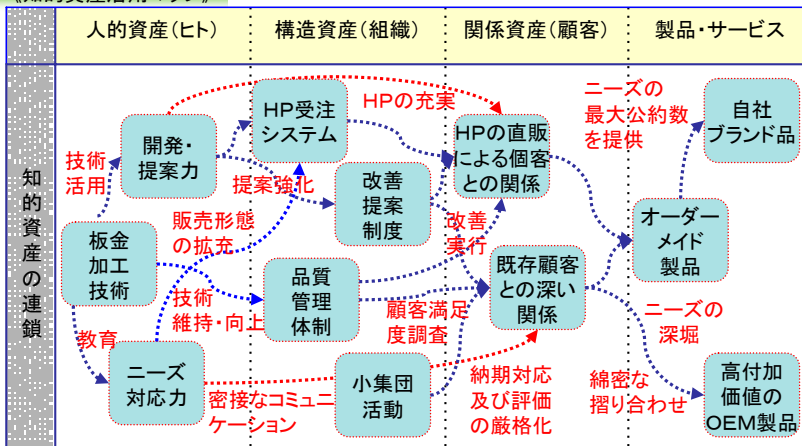 人的資産(ヒト)
構造資産(組織)
関係資産(顧客)
製品・サービス
知的資産の連鎖
開発・
提案力
技術
活用
板金
加工
技術
教育
ニーズ
対応力
HP受注
システム
提案強化
改善
提案
制度
販売形態
の拡充
品質
管理
体制
技術
維持・向上
小集団
活動
密接なコミュニ
ケーション
HPの充実
HPの直販
による個客
との関係
改善
実行
既存顧客
との深い
関係
顧客満足
度調査
納期対応
及び評価
の厳格化
ニーズの
最大公約数
を提供
自社
ブランド品
オーダー
メイド
製品
ニーズの
深堀
綿密な
摺り合わせ
高付加
価値の
OEM製品